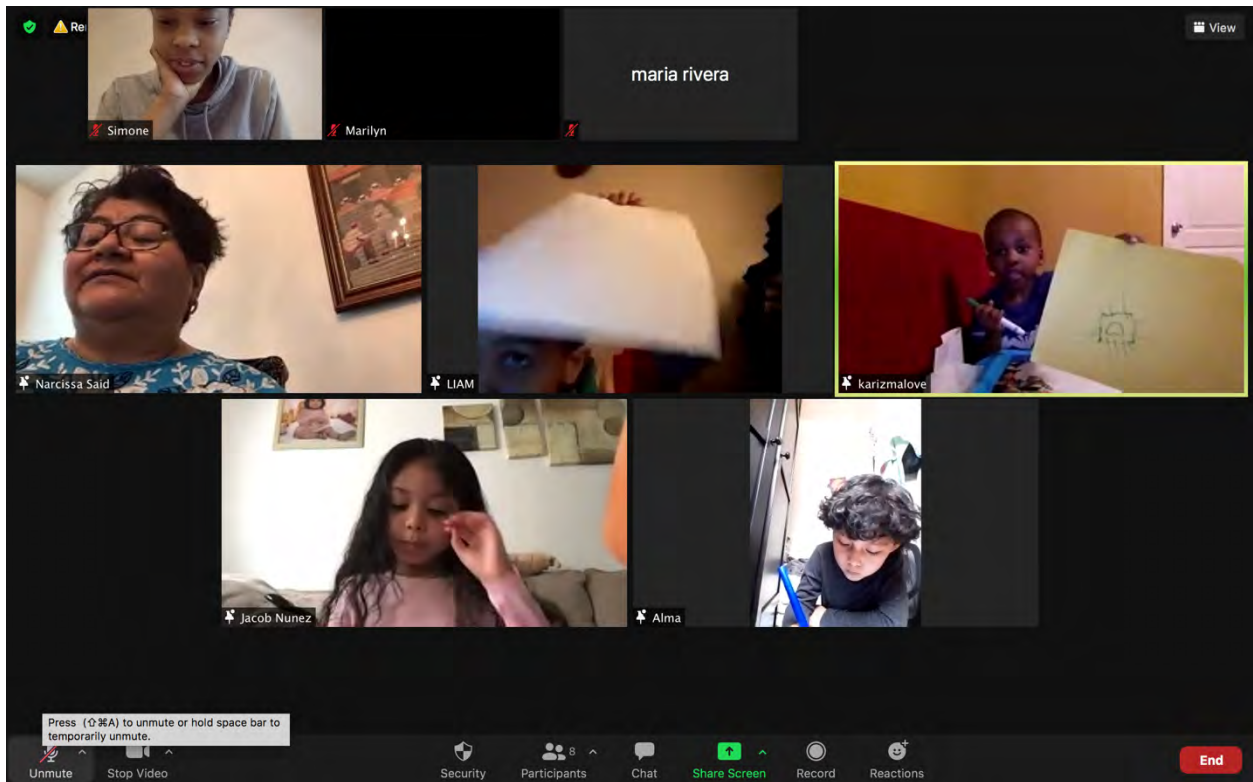 Re
View
Simone
Marilyn
maria rivera
Narcissa Said
LIAM
karizmalove
Jacob Nunez
Alma
Press (⇧⌘A) to unmute or hold space bar to
temporarily unmute.
Unmute
Stop Video
Security
8
Participants
Chat
Share Screen
Record
Reactions
End